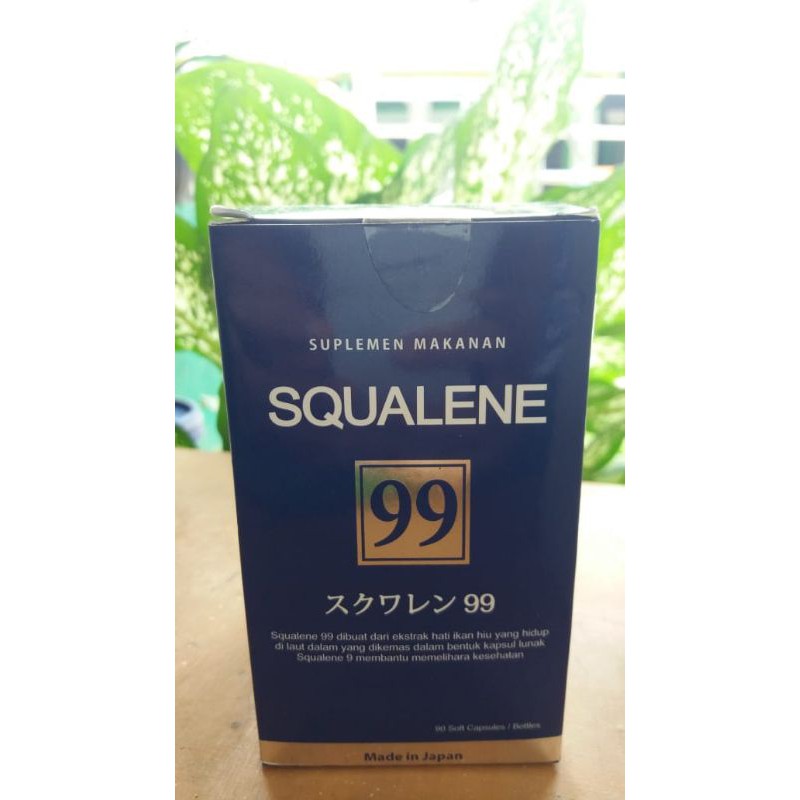 SUPLEMEN MAKANAN
SQUALENE
99
スクワレン 99
Squalene 99 dibuat dari ekstrak hati ikan hiu yang hidup
di laut dalam yang dikemas dalam bentuk kapsul lunak
Squalene 9 membantu memelihara kesehatan
90 Soft Capsules / Bottles
Made in Japan